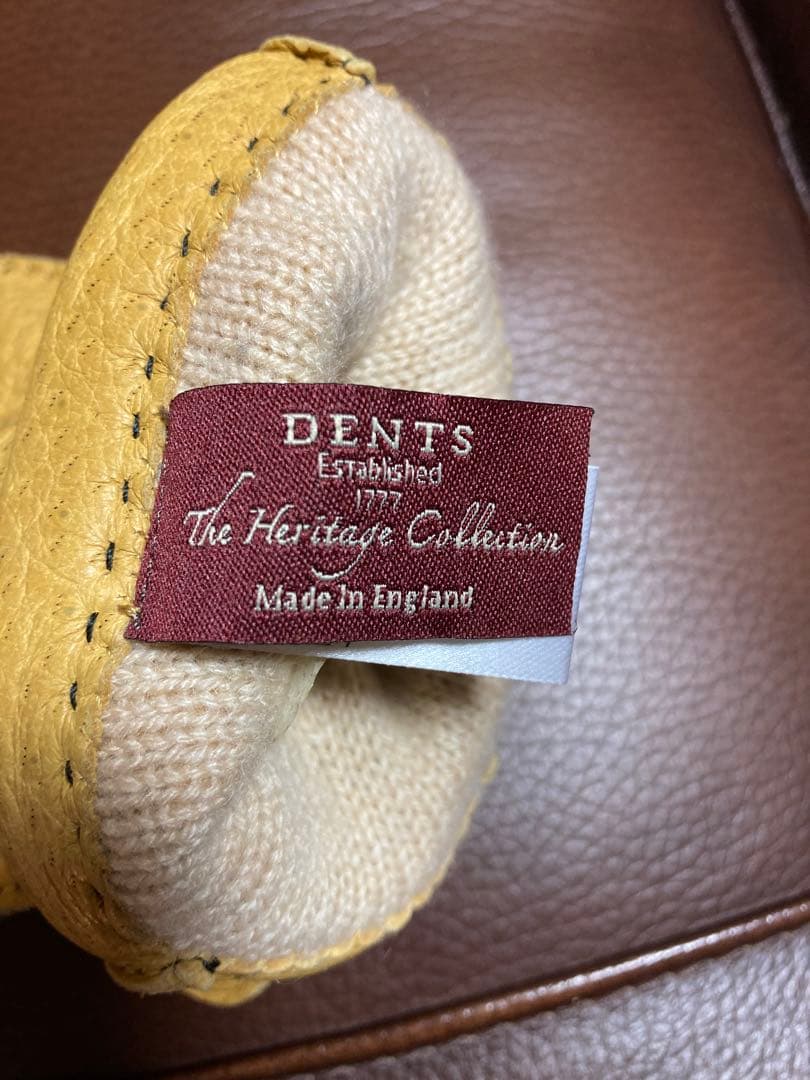 DENTS
Established
1777
The Heritage Collection
Made In England